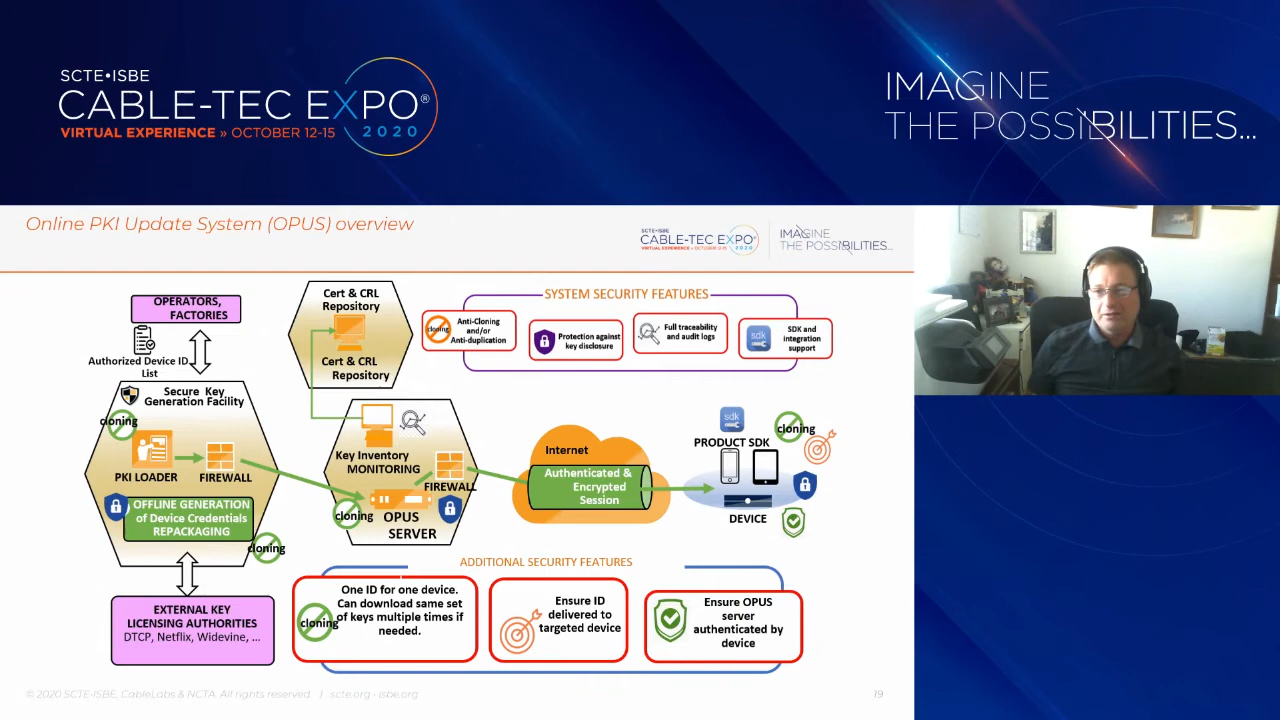 SCTE•ISBE
CABLE-TEC EXPO®
2020
VIRTUAL EXPERIENCE » OCTOBER 12-15
IMAGINE
THE POSSIBILITIES...
Online PKI Update System (OPUS) overview
SCTE•ISBE
CABLE-TEC EXPO®
2020
IMAGINE
THE POSSIBILITIES...
OPERATORS,
FACTORIES
Authorized Device ID
List
Cert & CRL
Repository
Cert & CRL
Repository
SYSTEM SECURITY FEATURES
cloning
Anti-Cloning
and/or
Anti-duplication
Protection against
key disclosure
Full traceability
and audit logs
sdk
SDK and
integration
support
Secure Key
Generation Facility
cloning
PKI LOADER
FIREWALL
OFFLINE GENERATION
of Device Credentials
REPACKAGING
cloning
Key Inventory
MONITORING
FIREWALL
cloning
OPUS
SERVER
Internet
Authenticated &
Encrypted
Session
sdk
PRODUCT SDK
cloning
DEVICE
EXTERNAL KEY
LICENSING AUTHORITIES
DTCP, Netflix, Widevine, ...
ADDITIONAL SECURITY FEATURES
cloning
One ID for one device.
Can download same set
of keys multiple times if
needed.
Ensure ID
delivered to
targeted device
Ensure OPUS
server
authenticated by
device
© 2020 SCTE•ISBE, CableLabs & NCTA. All rights reserved. | scte.org • isbe.org
19